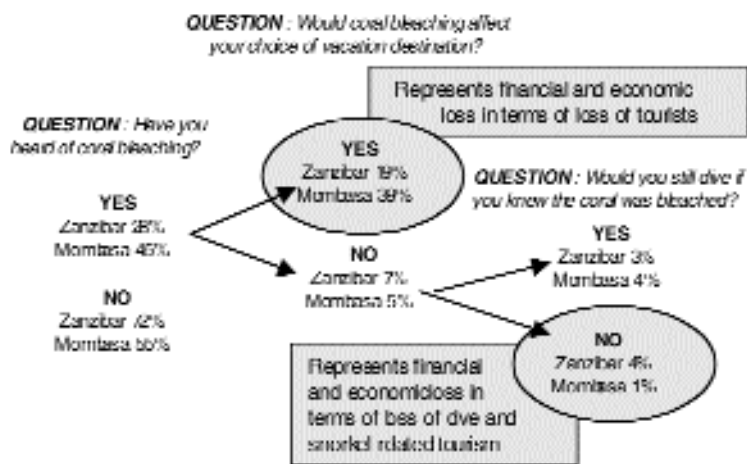 QUESTION : Would coral bleaching affect
your choice of vacation destination?
Represents financial and economic
loss in terms of loss of tourists
QUESTION : Have you
heard of coral bleaching?
YES
Zanzibar 19%
Mombasa 39%
QUESTION : Would you still dive if
you knew the coral was bleached?
YES
Zanzibar 28%
Mombasa 45%
YES
Zanzibar 3%
Mombasa 4%
NO
Zanzibar 7%
Mombasa 5%
NO
Zanzibar 72%
Mombasa 55%
NO
Zanzibar 4%
Mombasa 1%
Represents financial
and economic loss in
terms of loss of dive and
snorkel related tourism